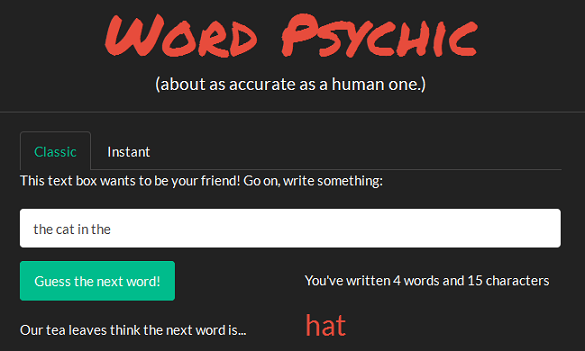 Word Psychic
(about as accurate as a human one.)
Classic Instant
This text box wants to be your friend! Go on, write something:
the cat in the
Guess the next word! You've written 4 words and 15 characters
Our tea leaves think the next word is... hat